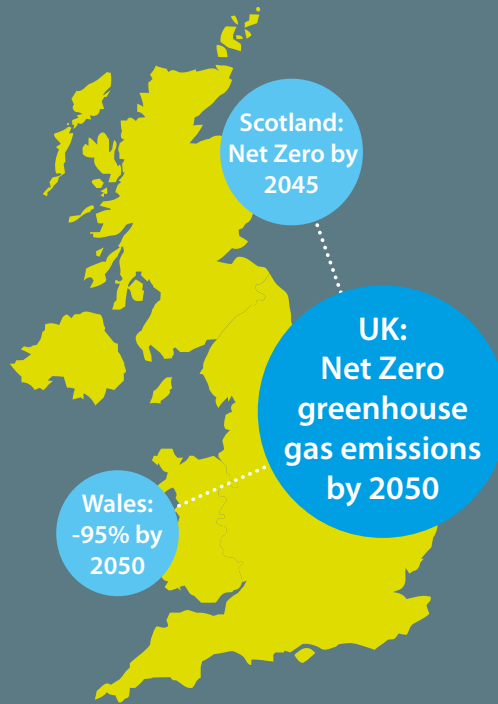 Scotland:
Net Zero by
2045
UK:
Net Zero
greenhouse
gas emissions
by 2050
Wales:
-95% by
2050